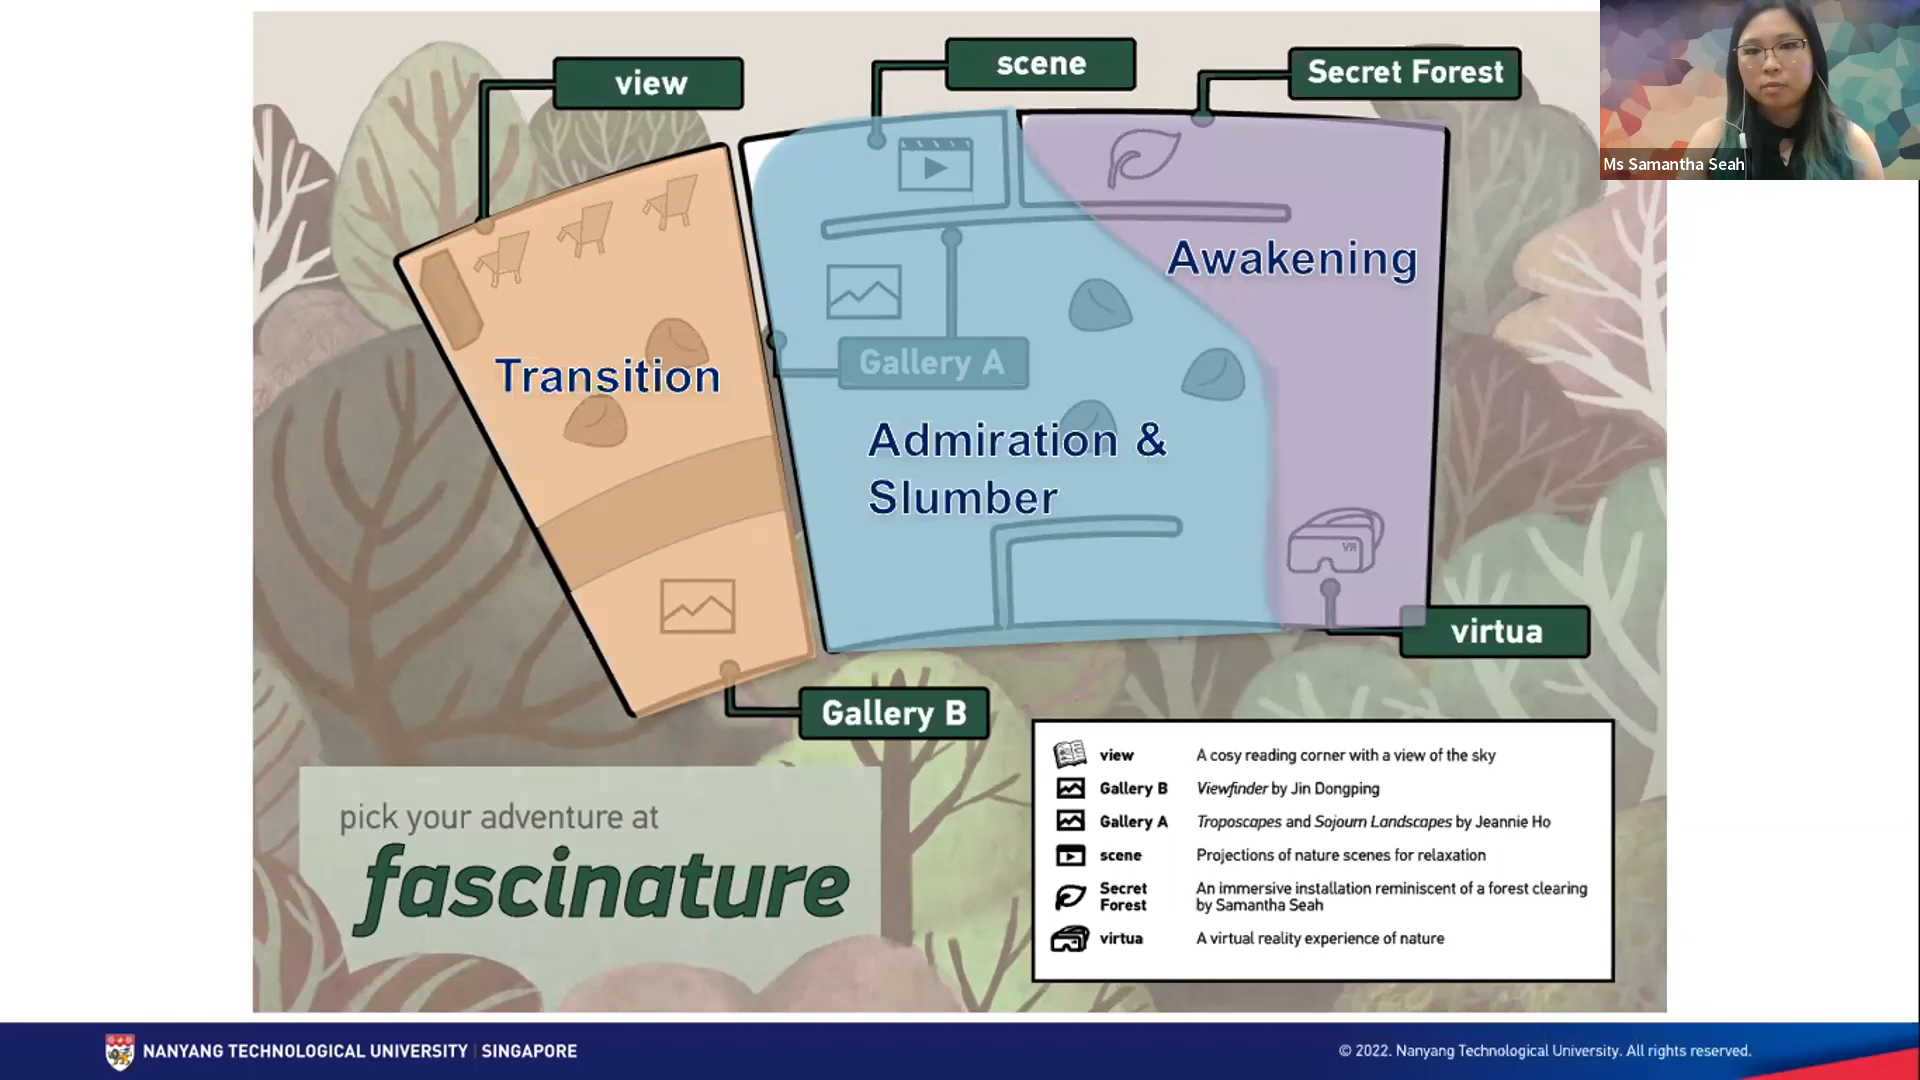 view
scene
Secret Forest
Ms Samantha Seah
Awakening
Transition
Gallery A
Admiration &
Slumber
VR
virtua
Gallery B
pick your adventure at
fascinature
view A cosy reading corner with a view of the sky
Gallery B Viewfinder by Jin Dongping
Gallery A Troposcapes and Sojourn Landscapes by Jeannie Ho
scene Projections of nature scenes for relaxation
Secret Forest An immersive installation reminiscent of a forest clearing
by Samantha Seah
virtua A virtual reality experience of nature
NANYANG TECHNOLOGICAL UNIVERSITY | SINGAPORE
© 2022. Nanyang Technological University. All rights reserved.